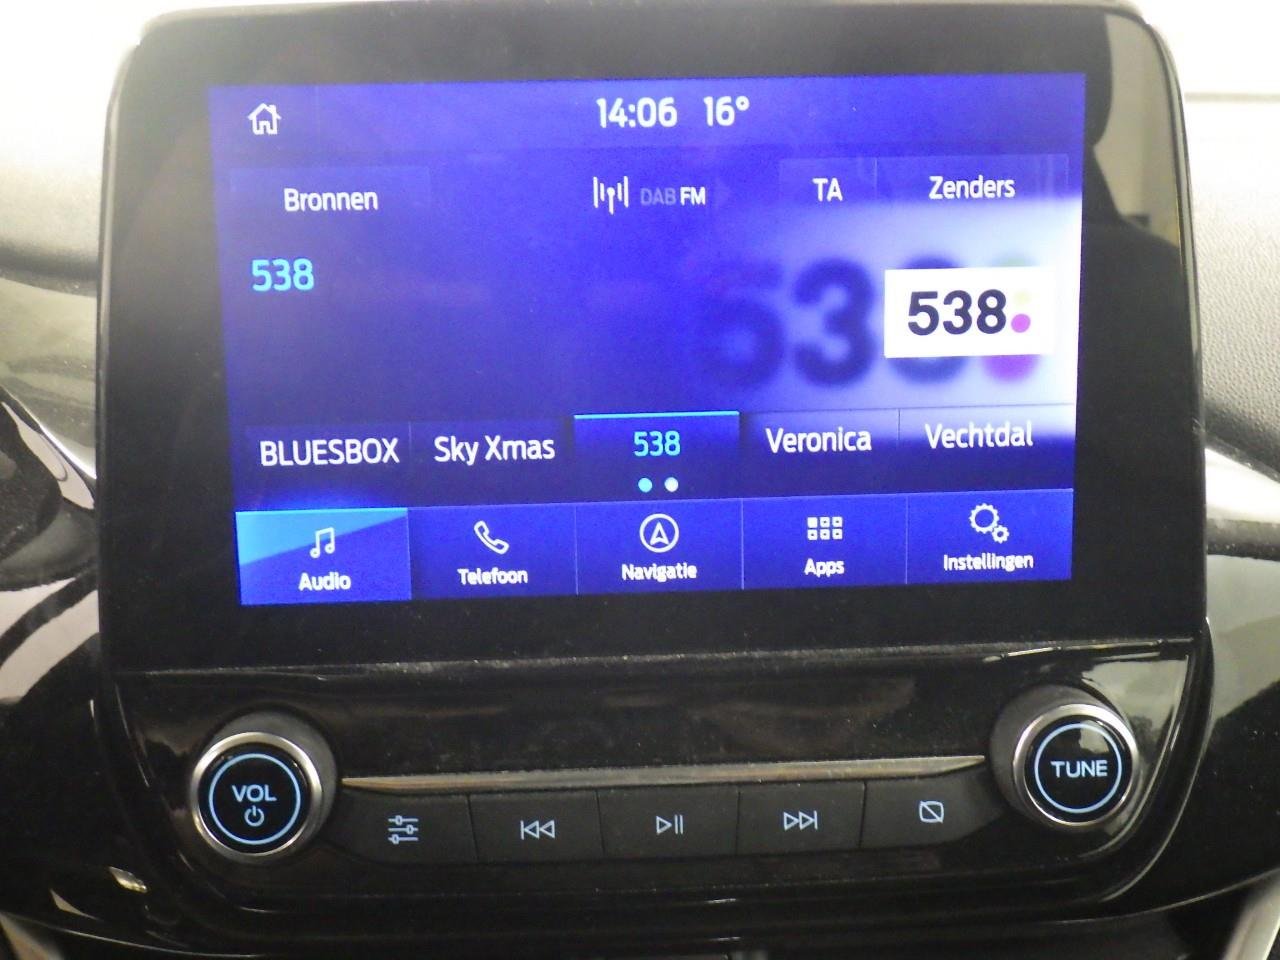 14:06 16°
Bronnen DAB FM TA Zenders
538
538
538
BLUESBOX Sky Xmas 538 Veronica Vechtdal
Audio Telefoon Navigatie Apps Instellingen
VOL TUNE